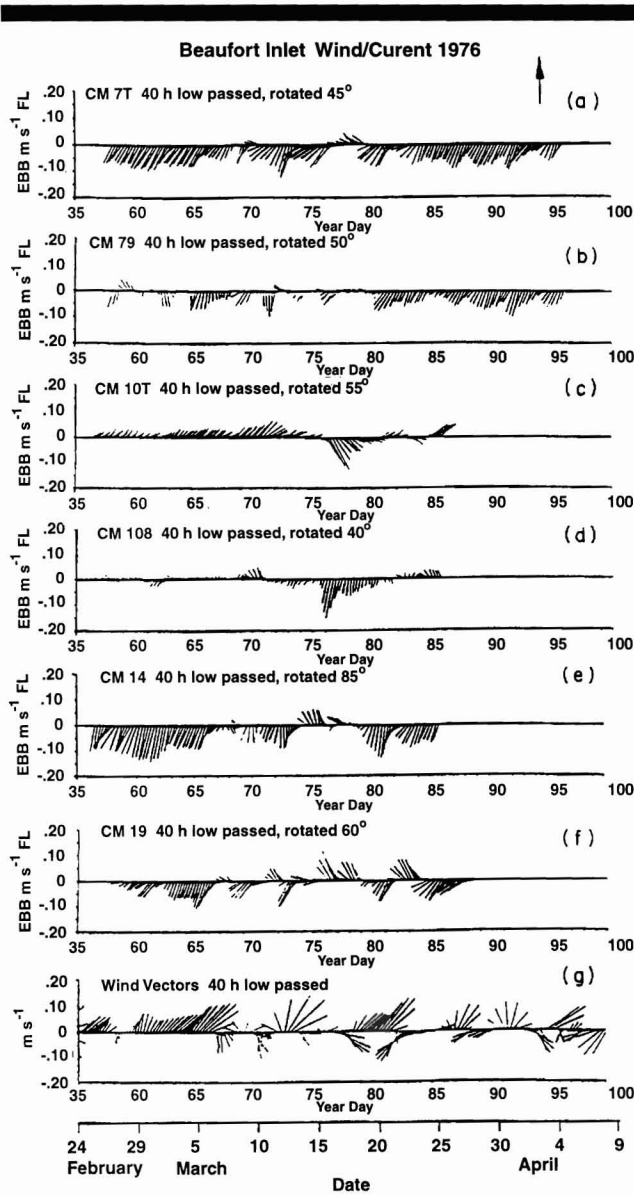 Beaufort Inlet Wind/Curent 1976
CM 7T 40 h low passed, rotated 45° (a)
EBB m s-1 FL
.20
.10
0
-.10
-.20
35 60 65 70 75 80 85 90 95 100
Year Day
CM 79 40 h low passed, rotated 50° (b)
EBB m s-1 FL
.20
.10
0
-.10
-.20
35 60 65 70 75 80 85 90 95 100
Year Day
CM 10T 40 h low passed, rotated 55° (c)
EBB m s-1 FL
.20
.10
0
-.10
-.20
35 60 65 70 75 80 85 90 95 100
Year Day
CM 108 40 h low passed, rotated 40° (d)
EBB m s-1 FL
.20
.10
0
-.10
-.20
35 60 65 70 75 80 85 90 95 100
Year Day
CM 14 40 h low passed, rotated 85° (e)
EBB m s-1 FL
.20
.10
0
-.10
-.20
35 60 65 70 75 80 85 90 95 100
Year Day
CM 19 40 h low passed, rotated 60° (f)
EBB m s-1 FL
.20
.10
0
-.10
-.20
35 60 65 70 75 80 85 90 95 100
Year Day
Wind Vectors 40 h low passed (g)
m s-1
.20
.10
0
-.10
-.20
35 60 65 70 75 80 85 90 95 100
Year Day
24 29 5 10 15 20 25 30 4 9
February March April
Date